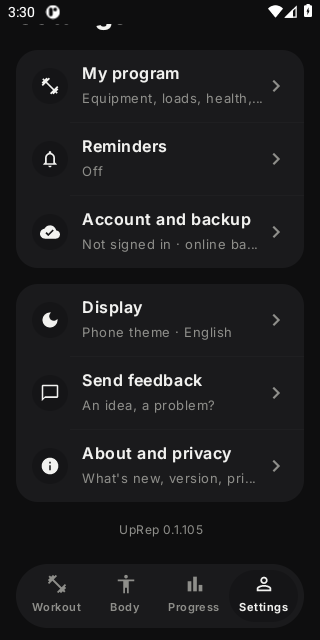 3:30
My program
Equipment, loads, health,...
Reminders
Off
Account and backup
Not signed in · online ba...
Display
Phone theme · English
Send feedback
An idea, a problem?
About and privacy
What's new, version, pri...
UpRep 0.1.105
Workout
Body
Progress
Settings